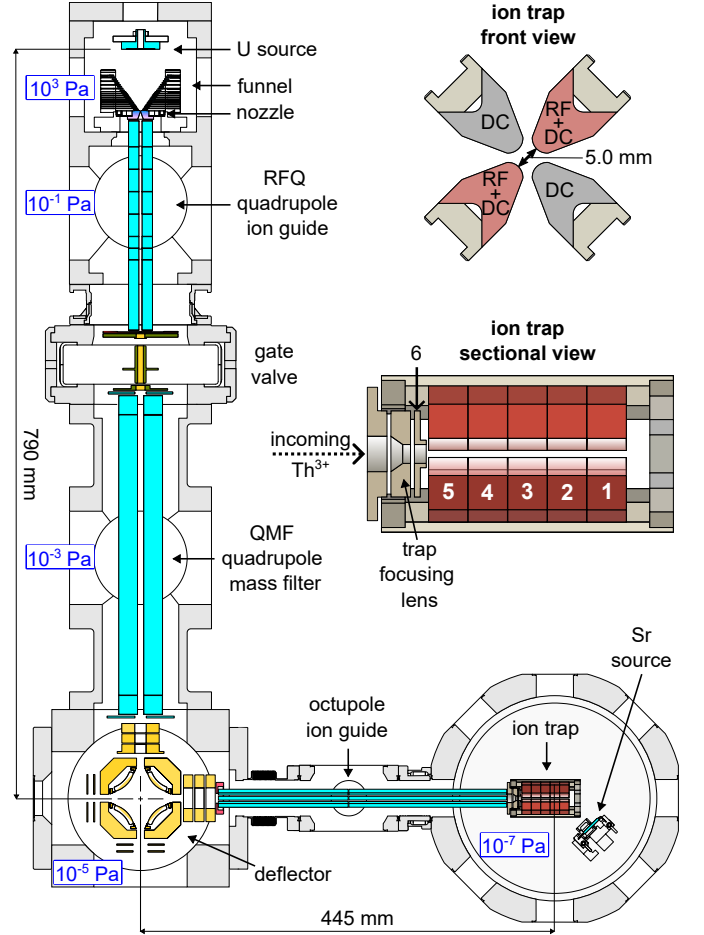 U source
10³ Pa
funnel
nozzle
RFQ
quadrupole
ion guide
10⁻¹ Pa
gate
valve
790 mm
QMF
quadrupole
mass filter
10⁻³ Pa
deflector
10⁻⁵ Pa
octupole
ion guide
ion trap
Sr
source
10⁻⁷ Pa
445 mm
ion trap
front view
DC
RF
+
DC
5.0 mm
RF
+
DC
DC
ion trap
sectional view
6
incoming
Th³⁺
5 4 3 2 1
trap
focusing
lens